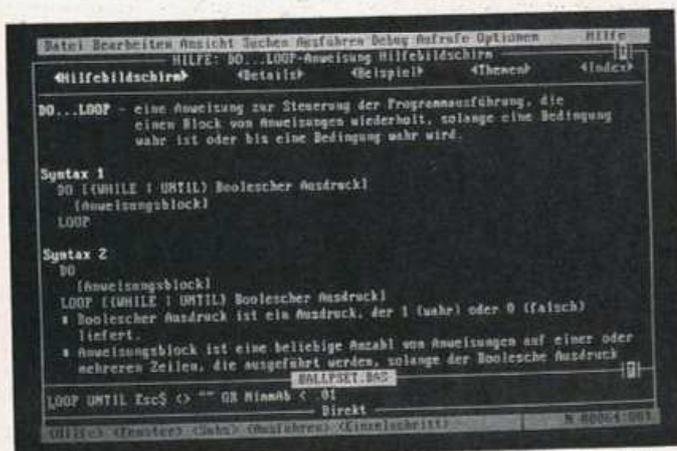 Datei Bearbeiten Ansicht Suchen Ausführen Debug Aufrufe Optionen Hilfe
HILFE: DO...LOOP-Anweisung Hilfebildschirm
◄Hilfebildschirm► ◄Details► ◄Beispiel► ◄Themen► ◄Index►
DO...LOOP - eine Anweisung zur Steuerung der Programmausführung, die
einen Block von Anweisungen wiederholt, solange eine Bedingung
wahr ist oder bis eine Bedingung wahr wird.
Syntax 1
DO [{WHILE | UNTIL} Boolescher Ausdruck]
[Anweisungsblock]
LOOP
Syntax 2
DO
[Anweisungsblock]
LOOP [{WHILE | UNTIL} Boolescher Ausdruck]
■ Boolescher Ausdruck ist ein Ausdruck, der 1 (wahr) oder 0 (falsch)
liefert.
■ Anweisungsblock ist eine beliebige Anzahl von Anweisungen auf einer oder
mehreren Zeilen, die ausgeführt werden, solange der Boolesche Ausdruck
BALLPSET.BAS
LOOP UNTIL Esc$ <> "" OR NimmAb < 01
Direkt
<Hilfe> <Fenster> <Subs> <Ausführen> <Einzelschritt> N 00064:001